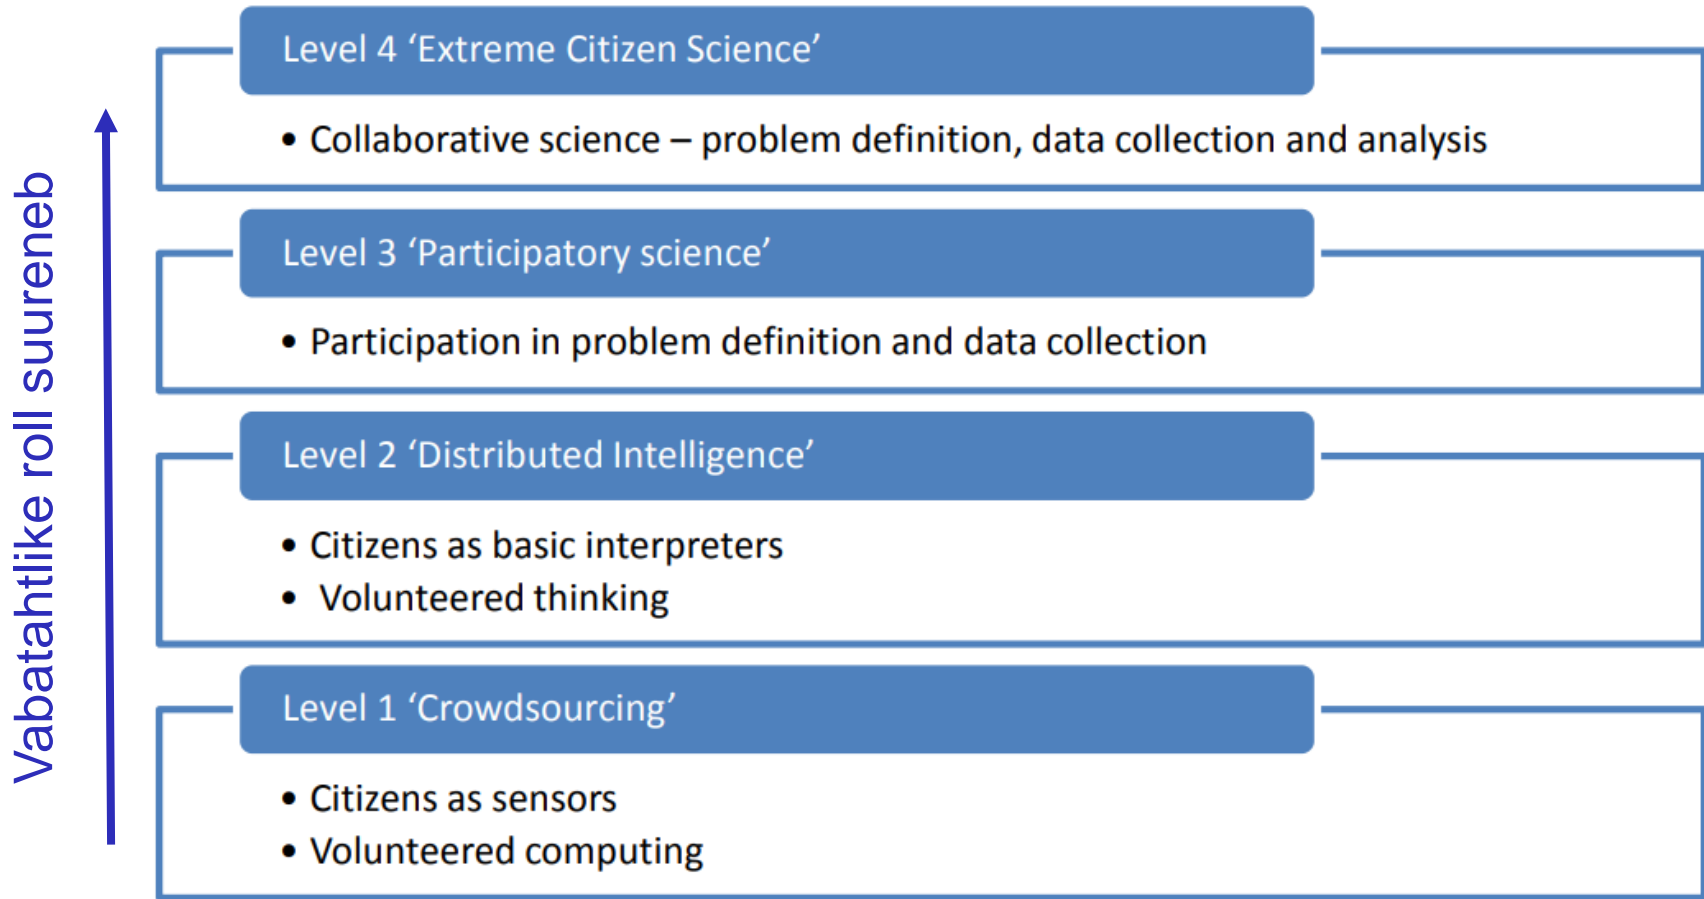 Vabatahtlike roll suureneb
Level 4 ‘Extreme Citizen Science’
• Collaborative science – problem definition, data collection and analysis
Level 3 ‘Participatory science’
• Participation in problem definition and data collection
Level 2 ‘Distributed Intelligence’
• Citizens as basic interpreters
• Volunteered thinking
Level 1 ‘Crowdsourcing’
• Citizens as sensors
• Volunteered computing